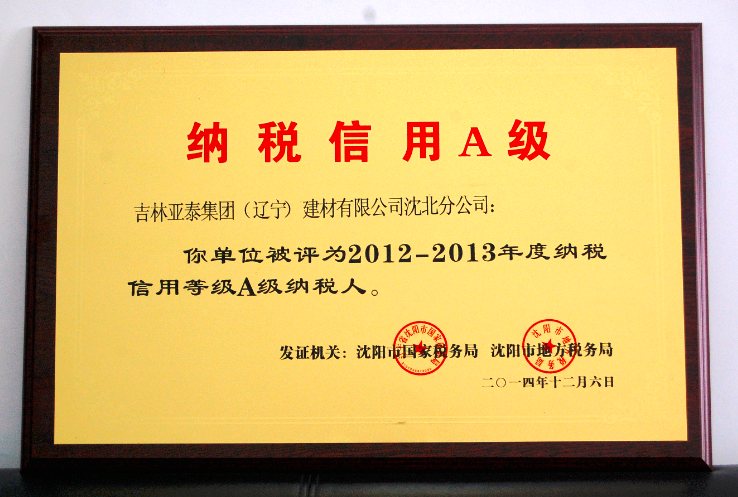 纳税信用A级
吉林亚泰集团（辽宁）建材有限公司沈北分公司：
你单位被评为2012-2013年度纳税
信用等级A级纳税人。
发证机关：沈阳市国家税务局 沈阳市地方税务局
二〇一四年十二月六日